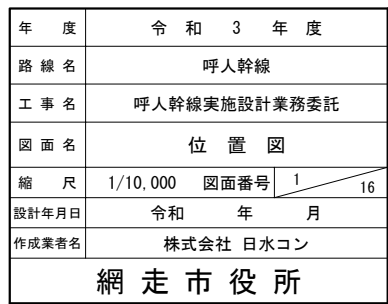 年 度 令 和 3 年 度
路 線 名 呼人幹線
工 事 名 呼人幹線実施設計業務委託
図 面 名 位 置 図
縮 尺 1/10,000 図面番号 1 / 16
設計年月日 令和 年 月
作成業者名 株式会社 日水コン
網 走 市 役 所